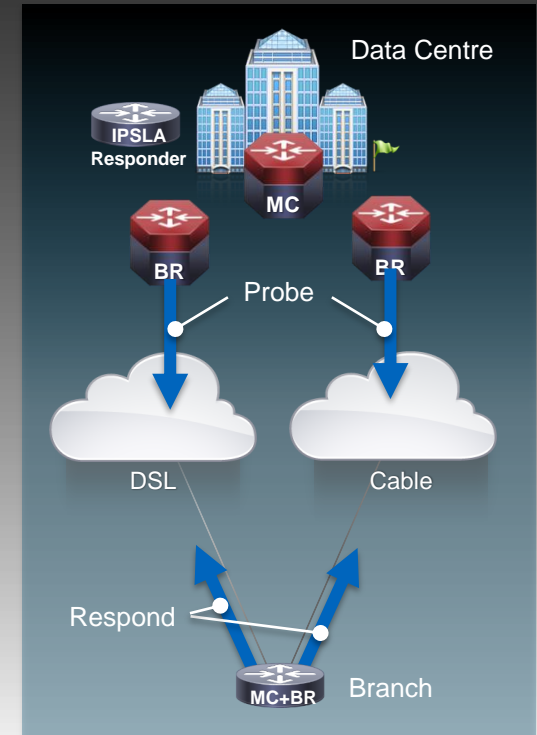 Data Centre
IPSLA
Responder
MC
BR
BR
Probe
DSL
Cable
Respond
MC+BR
Branch